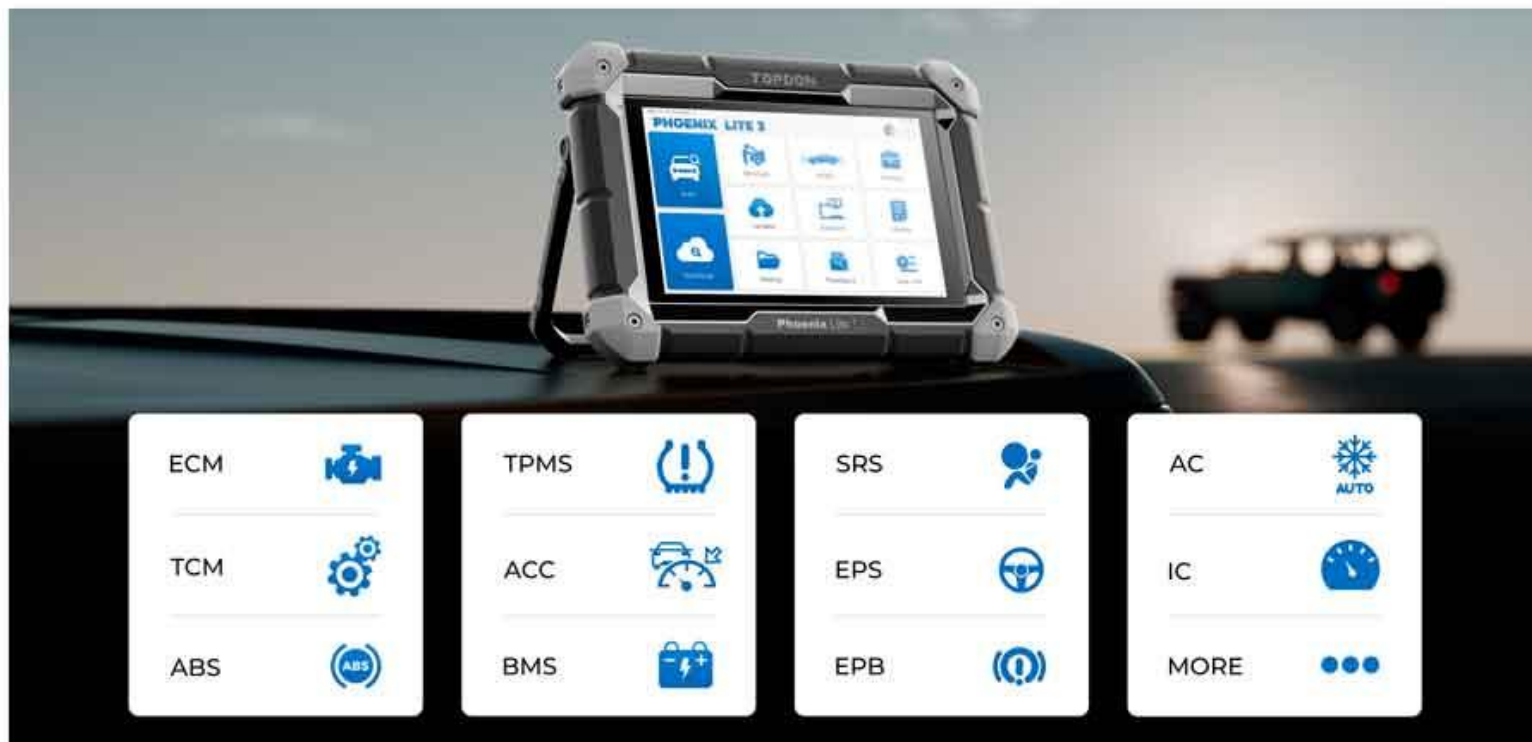 TOPDON
PHOENIX LITE 3
Phoenix Lite
ECM
TCM
ABS
ABS
TPMS
ACC
BMS
SRS
EPS
EPB
AC
AUTO
IC
MORE